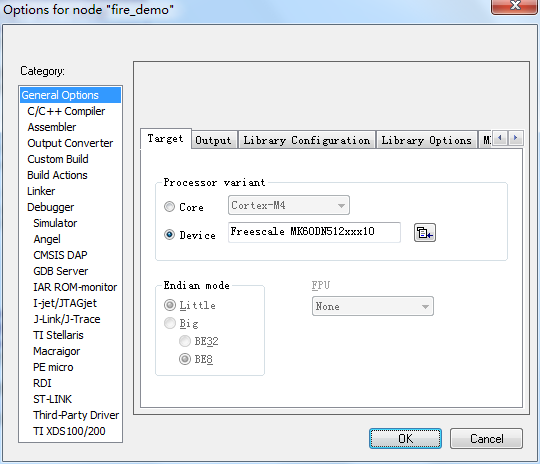 Options for node "fire_demo"
Category:
General Options
C/C++ Compiler
Assembler
Output Converter
Custom Build
Build Actions
Linker
Debugger
Simulator
Angel
CMSIS DAP
GDB Server
IAR ROM-monitor
I-jet/JTAGjet
J-Link/J-Trace
TI Stellaris
Macraigor
PE micro
RDI
ST-LINK
Third-Party Driver
TI XDS100/200
Target Output Library Configuration Library Options
Processor variant
Core Cortex-M4
Device Freescale MK60DN512xxx10
Endian mode
Little
Big
BE32
BE8
FPU
None
OK Cancel